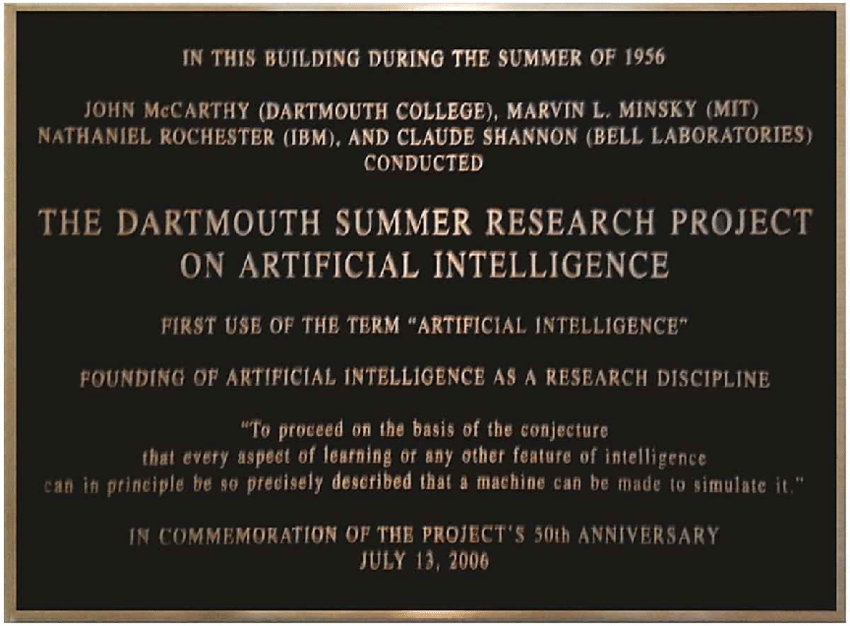 IN THIS BUILDING DURING THE SUMMER OF 1956
JOHN McCARTHY (DARTMOUTH COLLEGE), MARVIN L. MINSKY (MIT)
NATHANIEL ROCHESTER (IBM), AND CLAUDE SHANNON (BELL LABORATORIES)
CONDUCTED
THE DARTMOUTH SUMMER RESEARCH PROJECT
ON ARTIFICIAL INTELLIGENCE
FIRST USE OF THE TERM "ARTIFICIAL INTELLIGENCE"
FOUNDING OF ARTIFICIAL INTELLIGENCE AS A RESEARCH DISCIPLINE
"To proceed on the basis of the conjecture
that every aspect of learning or any other feature of intelligence
can in principle be so precisely described that a machine can be made to simulate it."
IN COMMEMORATION OF THE PROJECT'S 50th ANNIVERSARY
JULY 13, 2006